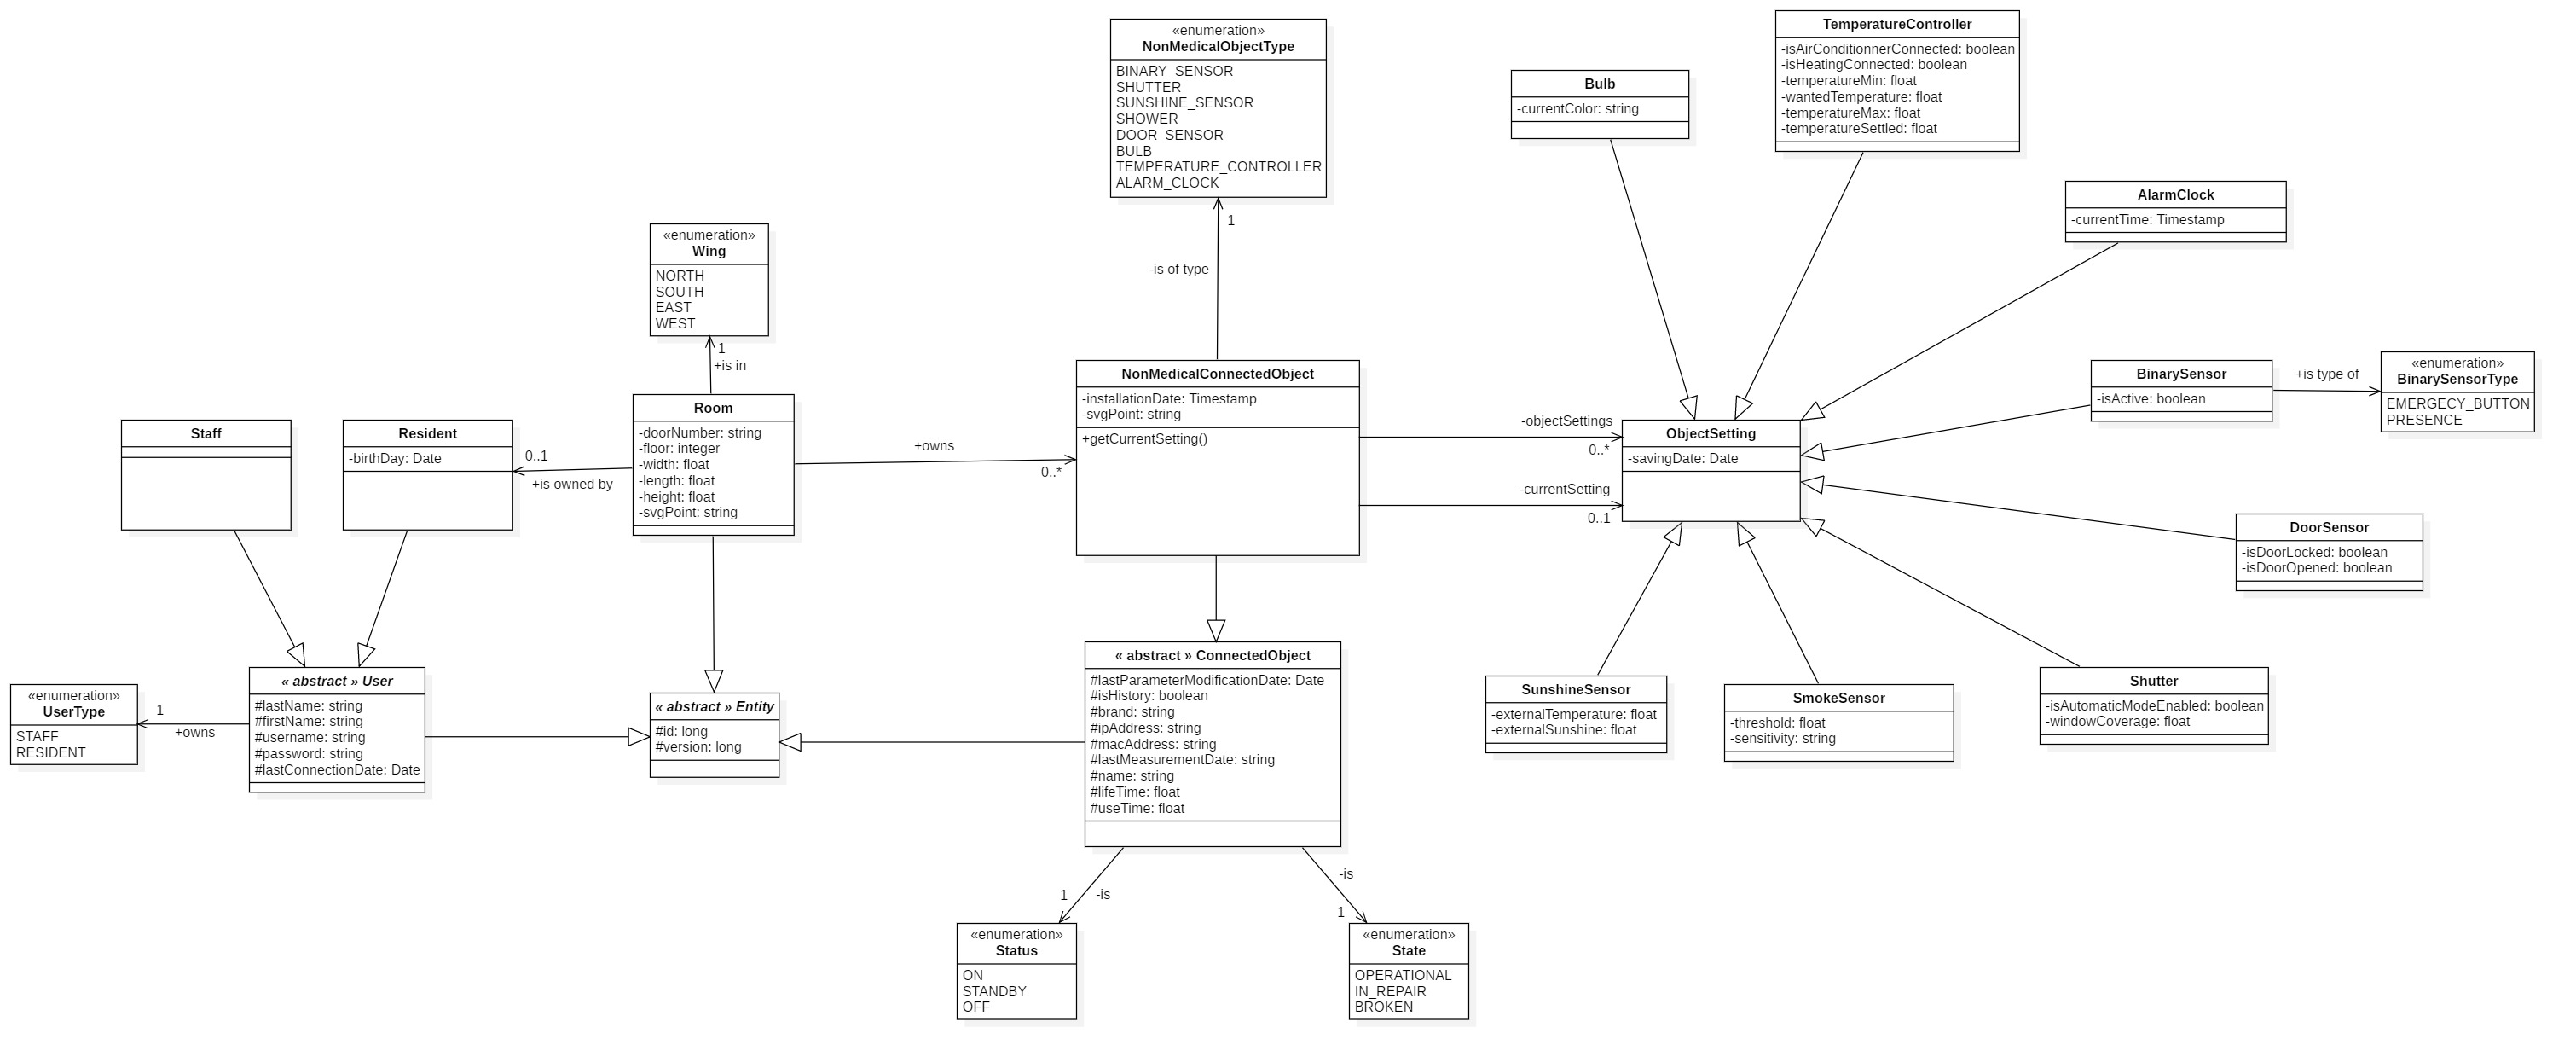 «enumeration»
NonMedicalObjectType
BINARY_SENSOR
SHUTTER
SUNSHINE_SENSOR
SHOWER
DOOR_SENSOR
BULB
TEMPERATURE_CONTROLLER
ALARM_CLOCK
1
-is of type
TemperatureController
-isAirConditionnerConnected: boolean
-isHeatingConnected: boolean
-temperatureMin: float
-wantedTemperature: float
-temperatureMax: float
-temperatureSettled: float
Bulb
-currentColor: string
AlarmClock
-currentTime: Timestamp
«enumeration»
Wing
NORTH
SOUTH
EAST
WEST
1
+is in
NonMedicalConnectedObject
-installationDate: Timestamp
-svgPoint: string
+getCurrentSetting()
BinarySensor
-isActive: boolean
+is type of
«enumeration»
BinarySensorType
EMERGECY_BUTTON
PRESENCE
Staff
Resident
-birthDay: Date
0..1
+is owned by
Room
-doorNumber: string
-floor: integer
-width: float
-length: float
-height: float
-svgPoint: string
+owns
0..*
-objectSettings
0..*
-currentSetting
0..1
ObjectSetting
-savingDate: Date
DoorSensor
-isDoorLocked: boolean
-isDoorOpened: boolean
«enumeration»
UserType
STAFF
RESIDENT
1
+owns
« abstract » User
#lastName: string
#firstName: string
#username: string
#password: string
#lastConnectionDate: Date
« abstract » Entity
#id: long
#version: long
« abstract » ConnectedObject
#lastParameterModificationDate: Date
#isHistory: boolean
#brand: string
#ipAddress: string
#macAddress: string
#lastMeasurementDate: string
#name: string
#lifeTime: float
#useTime: float
SunshineSensor
-externalTemperature: float
-externalSunshine: float
SmokeSensor
-threshold: float
-sensitivity: string
Shutter
-isAutomaticModeEnabled: boolean
-windowCoverage: float
1
-is
-is
1
«enumeration»
Status
ON
STANDBY
OFF
«enumeration»
State
OPERATIONAL
IN_REPAIR
BROKEN